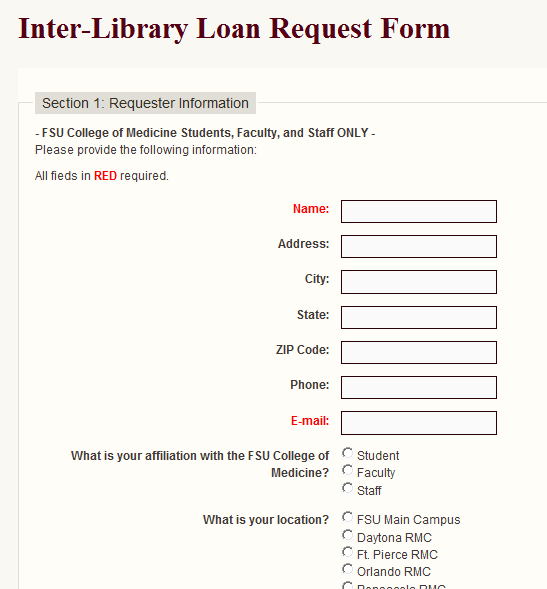 Inter-Library Loan Request Form
Section 1: Requester Information
- FSU College of Medicine Students, Faculty, and Staff ONLY -
Please provide the following information:
All fieds in RED required.
Name:
Address:
City:
State:
ZIP Code:
Phone:
E-mail:
What is your affiliation with the FSU College of
Medicine?
Student
Faculty
Staff
What is your location?
FSU Main Campus
Daytona RMC
Ft. Pierce RMC
Orlando RMC